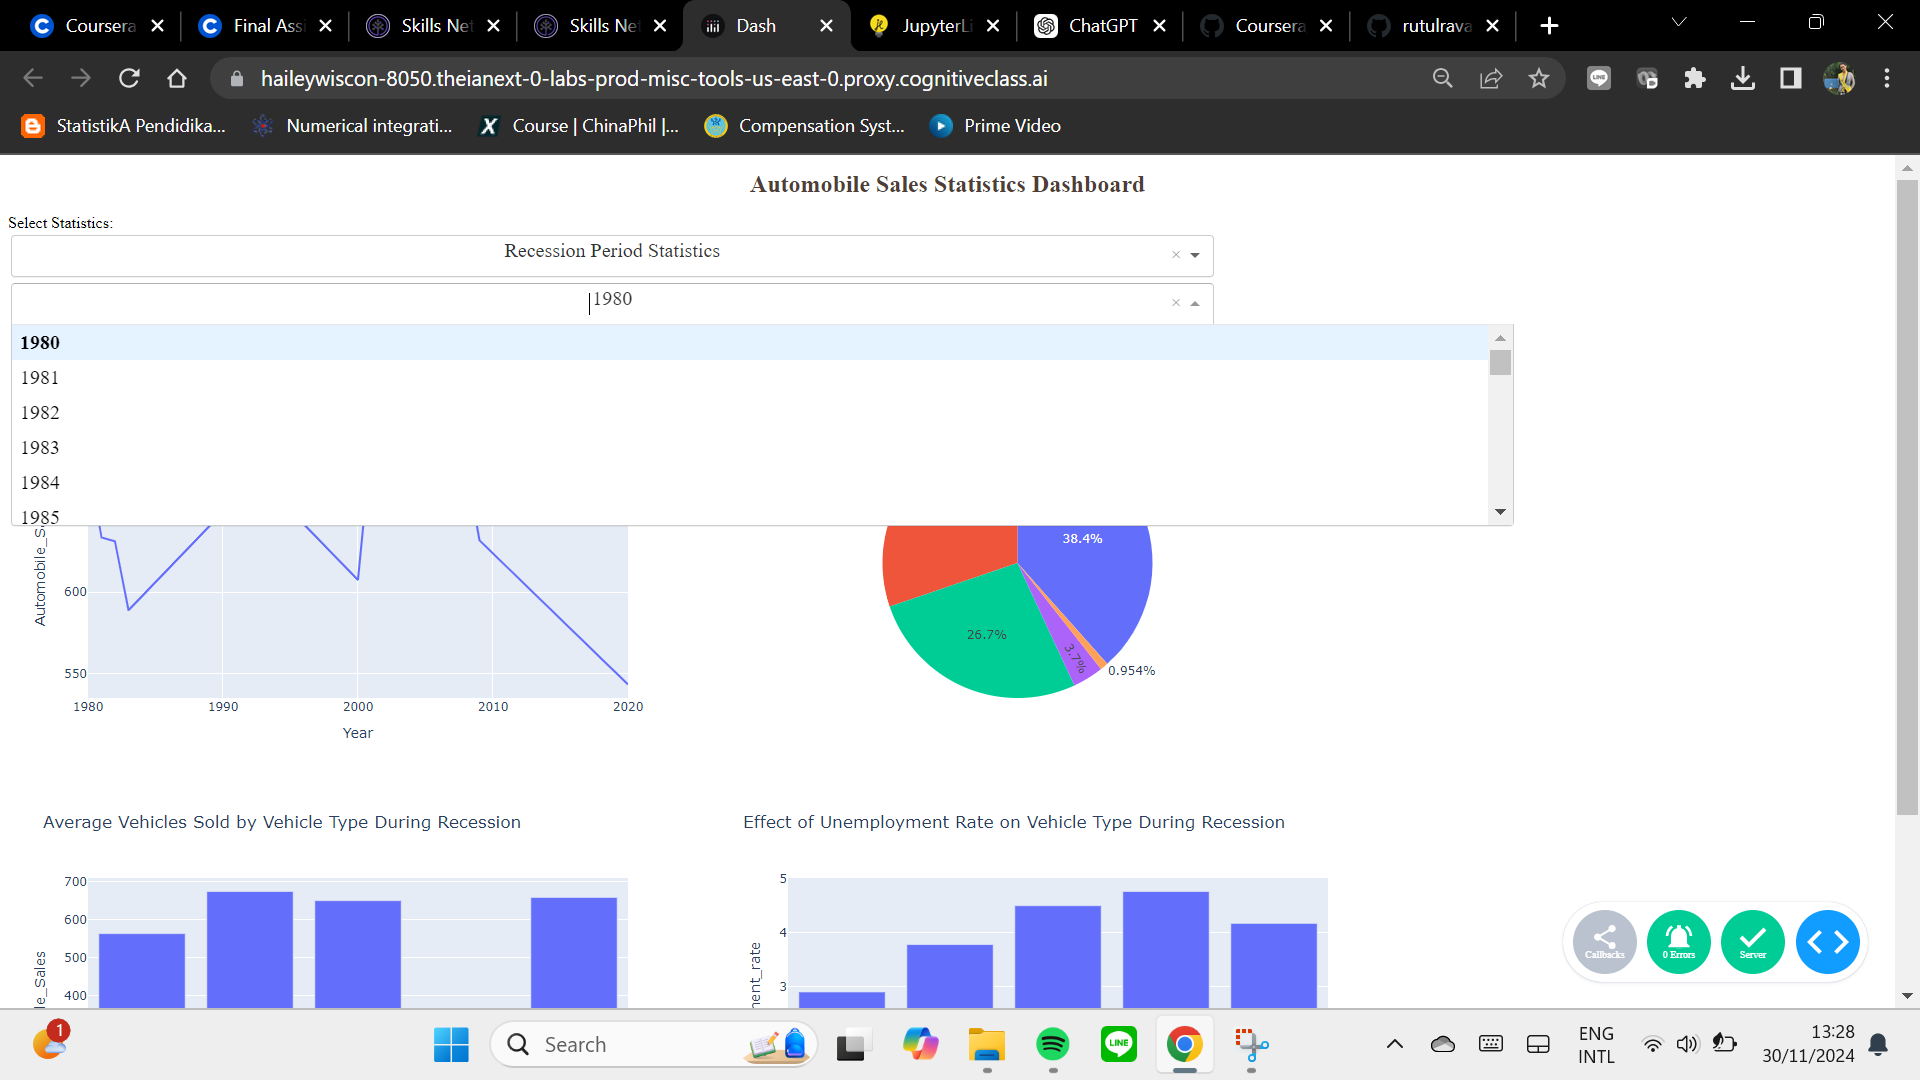 Coursera
Final Assi
Skills Net
Skills Net
Dash
JupyterLi
ChatGPT
Coursera
rutulrava
haileywiscon-8050.theianext-0-labs-prod-misc-tools-us-east-0.proxy.cognitiveclass.ai
StatistikA Pendidika...
Numerical integrati...
Course | ChinaPhil |...
Compensation Syst...
Prime Video
Automobile Sales Statistics Dashboard
Select Statistics:
Recession Period Statistics
1980
1980
1981
1982
1983
1984
1985
600
550
1980
1990
2000
2010
2020
Year
38.4%
26.7%
3.7%
0.954%
Average Vehicles Sold by Vehicle Type During Recession
700
600
500
400
le_Sales
Effect of Unemployment Rate on Vehicle Type During Recession
5
4
3
ment_rate
Callbacks
0 Errors
Server
1
Search
LINE
ENG
INTL
13:28
30/11/2024